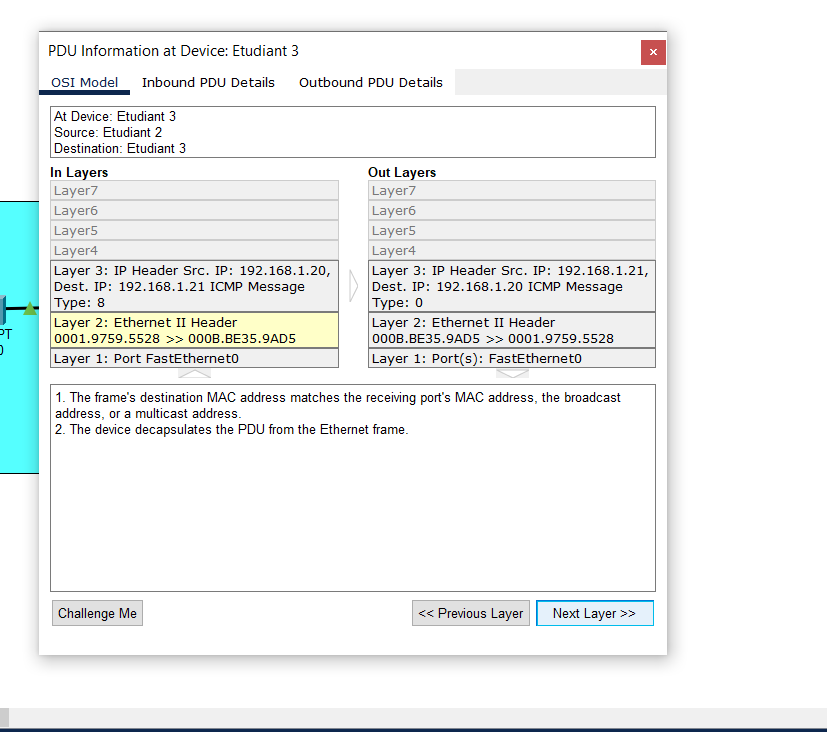 PDU Information at Device: Etudiant 3
OSI Model Inbound PDU Details Outbound PDU Details
At Device: Etudiant 3
Source: Etudiant 2
Destination: Etudiant 3
In Layers
Layer7
Layer6
Layer5
Layer4
Layer 3: IP Header Src. IP: 192.168.1.20,
Dest. IP: 192.168.1.21 ICMP Message
Type: 8
Layer 2: Ethernet II Header
0001.9759.5528 >> 000B.BE35.9AD5
Layer 1: Port FastEthernet0
Out Layers
Layer7
Layer6
Layer5
Layer4
Layer 3: IP Header Src. IP: 192.168.1.21,
Dest. IP: 192.168.1.20 ICMP Message
Type: 0
Layer 2: Ethernet II Header
000B.BE35.9AD5 >> 0001.9759.5528
Layer 1: Port(s): FastEthernet0
1. The frame's destination MAC address matches the receiving port's MAC address, the broadcast
address, or a multicast address.
2. The device decapsulates the PDU from the Ethernet frame.
Challenge Me
<< Previous Layer
Next Layer >>
PT
0